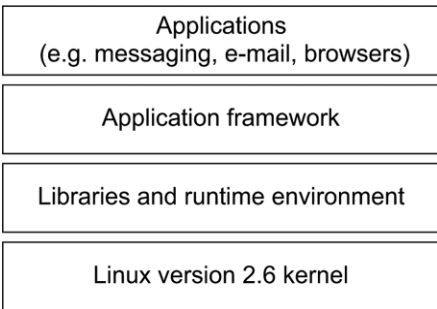 Applications
(e.g. messaging, e-mail, browsers)
Application framework
Libraries and runtime environment
Linux version 2.6 kernel